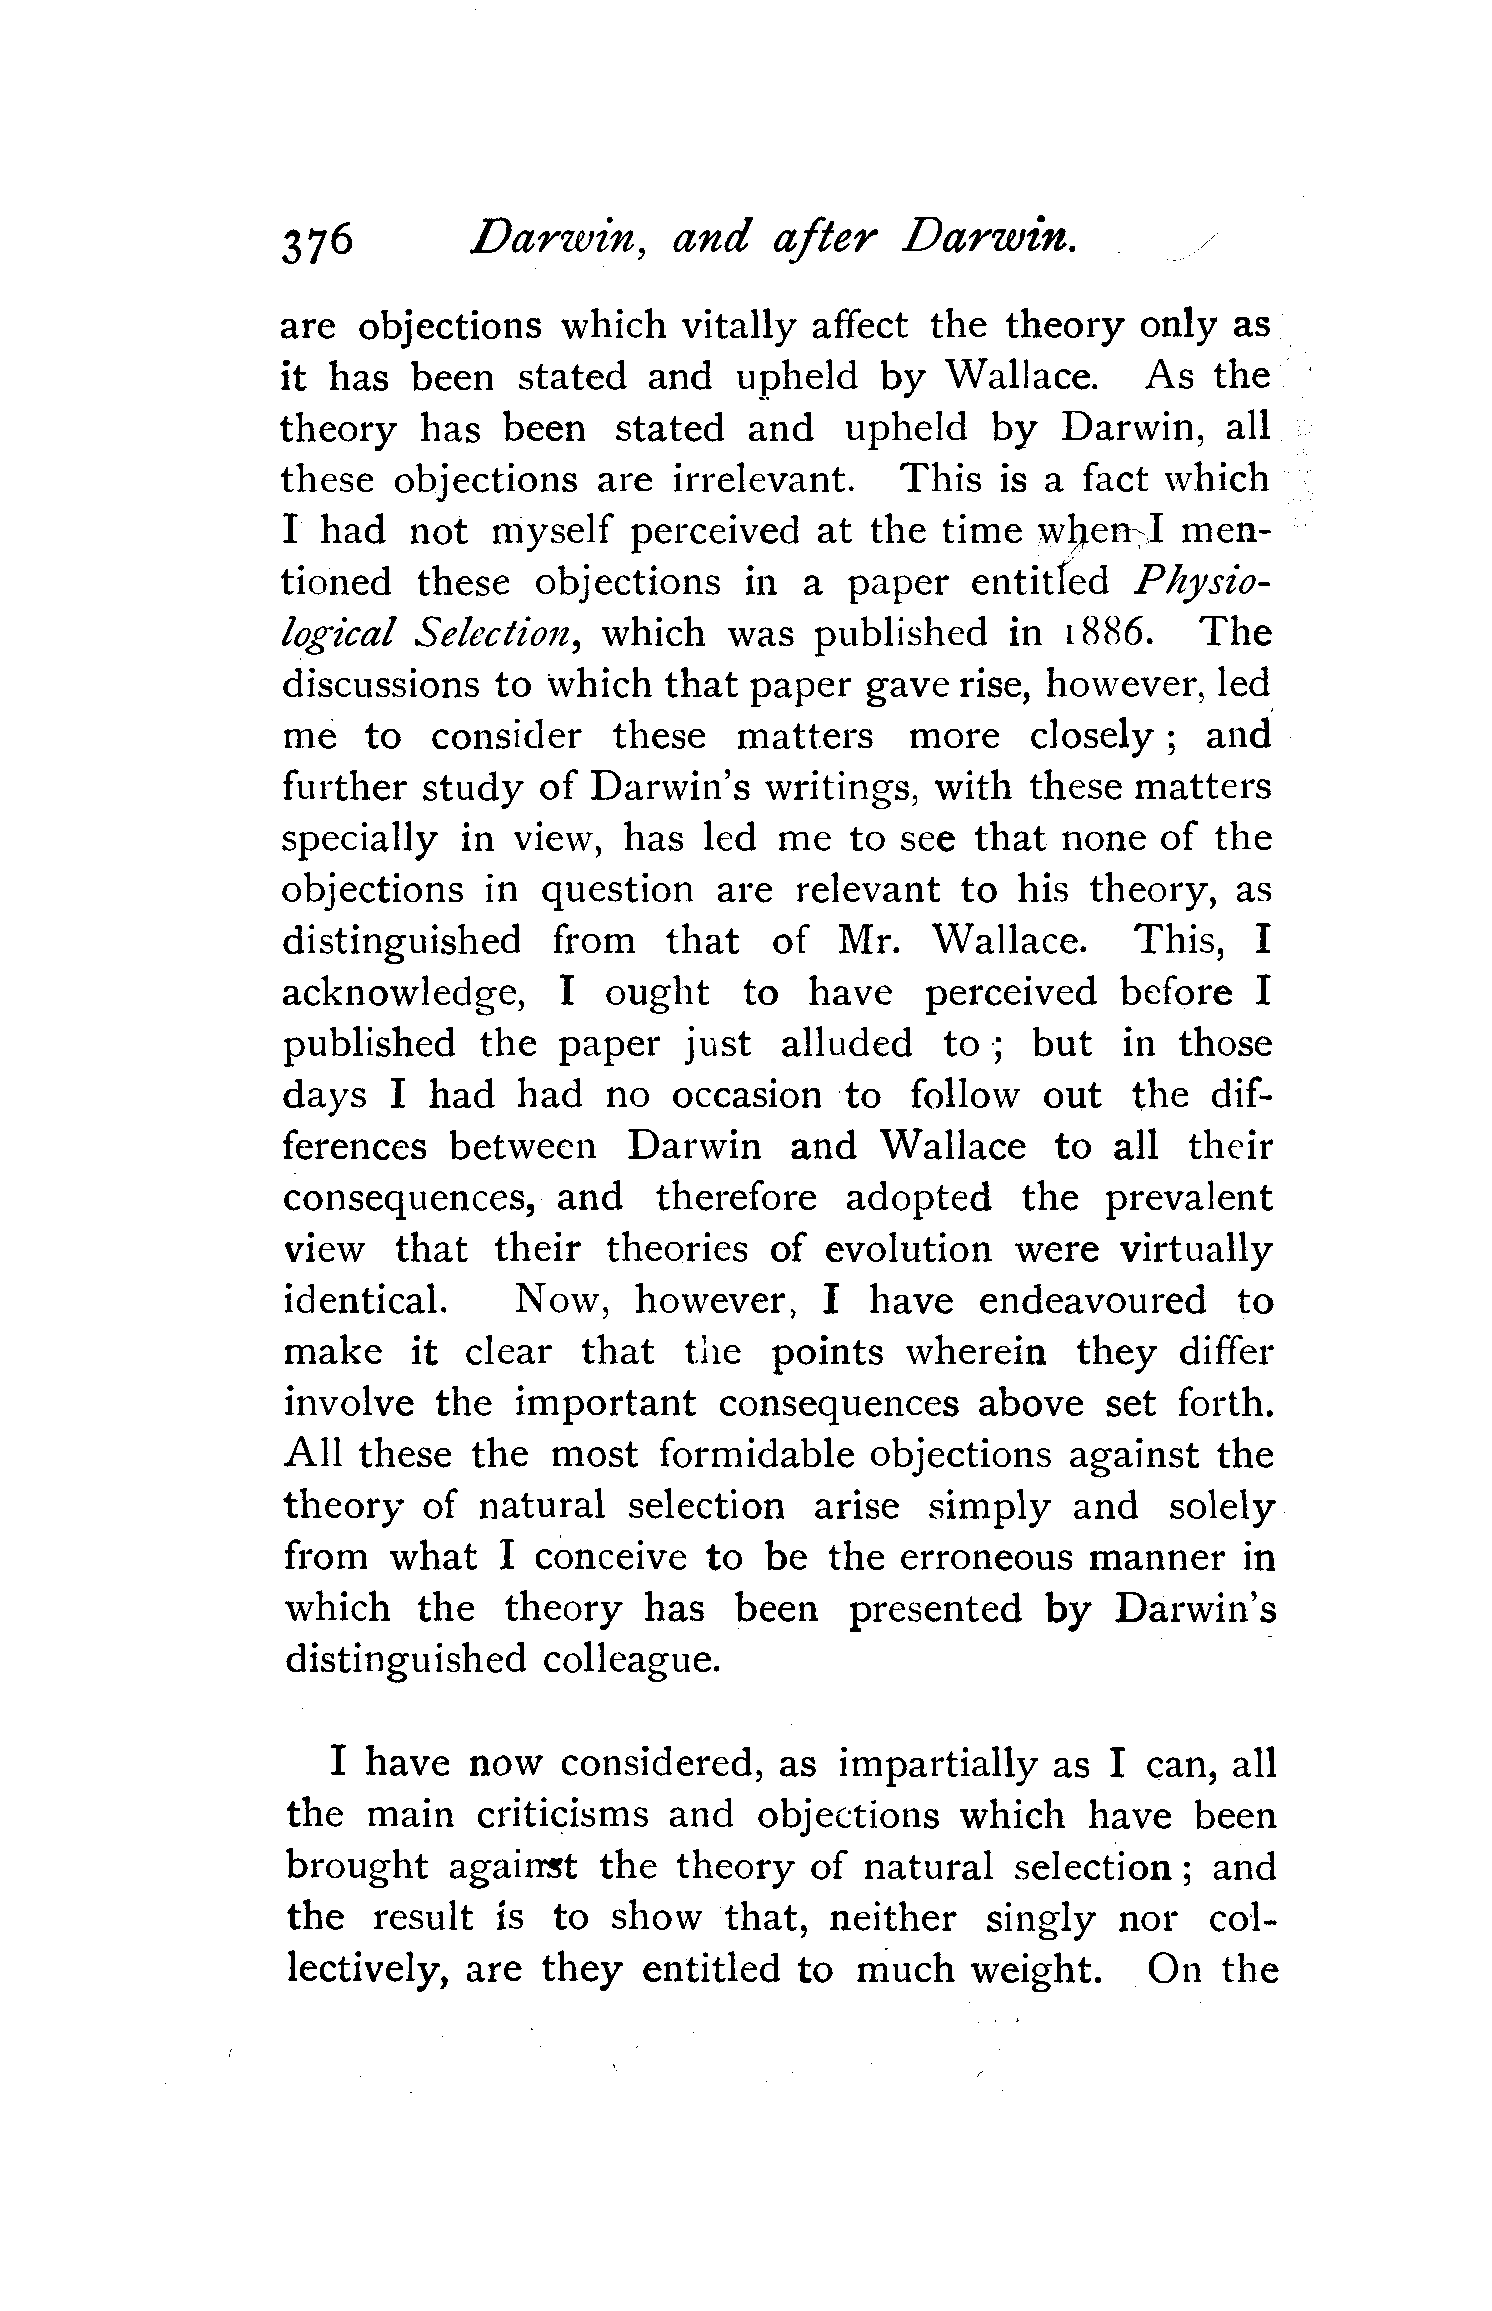 376 Darwin, and after Darwin.
are objections which vitally affect the theory only as
it has been stated and upheld by Wallace. As the
theory has been stated and upheld by Darwin, all
these objections are irrelevant. This is a fact which
I had not myself perceived at the time when I men-
tioned these objections in a paper entitled Physio-
logical Selection, which was published in 1886. The
discussions to which that paper gave rise, however, led
me to consider these matters more closely ; and
further study of Darwin's writings, with these matters
specially in view, has led me to see that none of the
objections in question are relevant to his theory, as
distinguished from that of Mr. Wallace. This, I
acknowledge, I ought to have perceived before I
published the paper just alluded to ; but in those
days I had had no occasion to follow out the dif-
ferences between Darwin and Wallace to all their
consequences, and therefore adopted the prevalent
view that their theories of evolution were virtually
identical. Now, however, I have endeavoured to
make it clear that the points wherein they differ
involve the important consequences above set forth.
All these the most formidable objections against the
theory of natural selection arise simply and solely
from what I conceive to be the erroneous manner in
which the theory has been presented by Darwin's
distinguished colleague.
I have now considered, as impartially as I can, all
the main criticisms and objections which have been
brought against the theory of natural selection ; and
the result is to show that, neither singly nor col-
lectively, are they entitled to much weight. On the